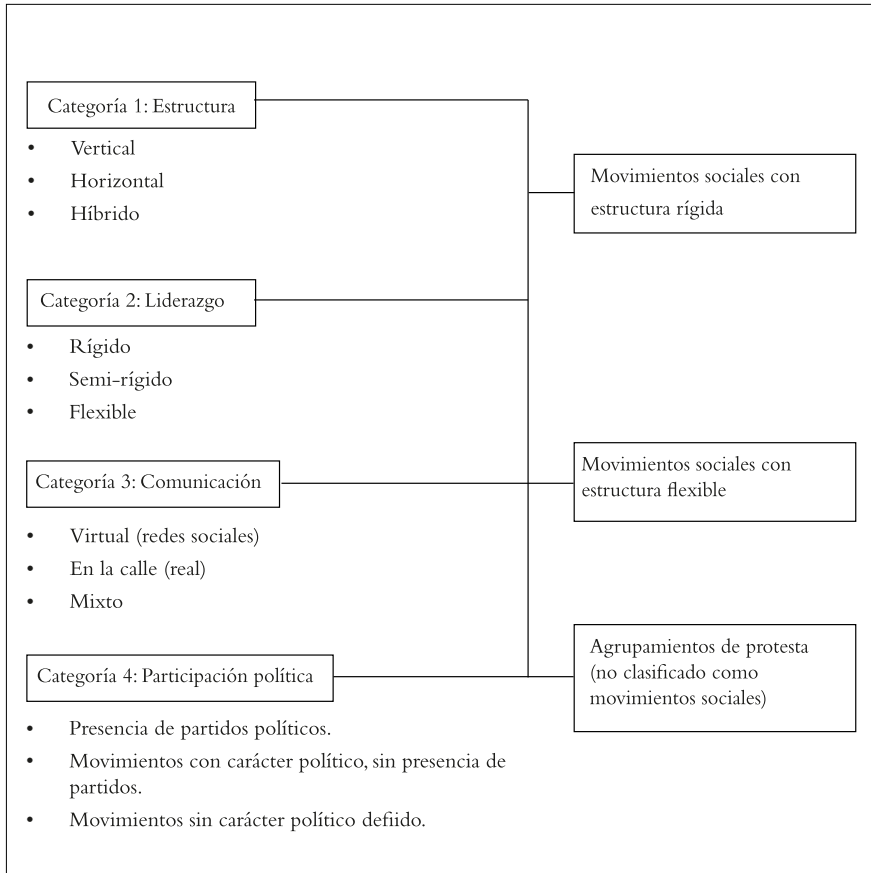 Categoría 1: Estructura
• Vertical
• Horizontal
• Híbrido
Categoría 2: Liderazgo
• Rígido
• Semi-rígido
• Flexible
Categoría 3: Comunicación
• Virtual (redes sociales)
• En la calle (real)
• Mixto
Categoría 4: Participación política
• Presencia de partidos políticos.
• Movimientos con carácter político, sin presencia de
partidos.
• Movimientos sin carácter político defiido.
Movimientos sociales con
estructura rígida
Movimientos sociales con
estructura flexible
Agrupamientos de protesta
(no clasificado como
movimientos sociales)